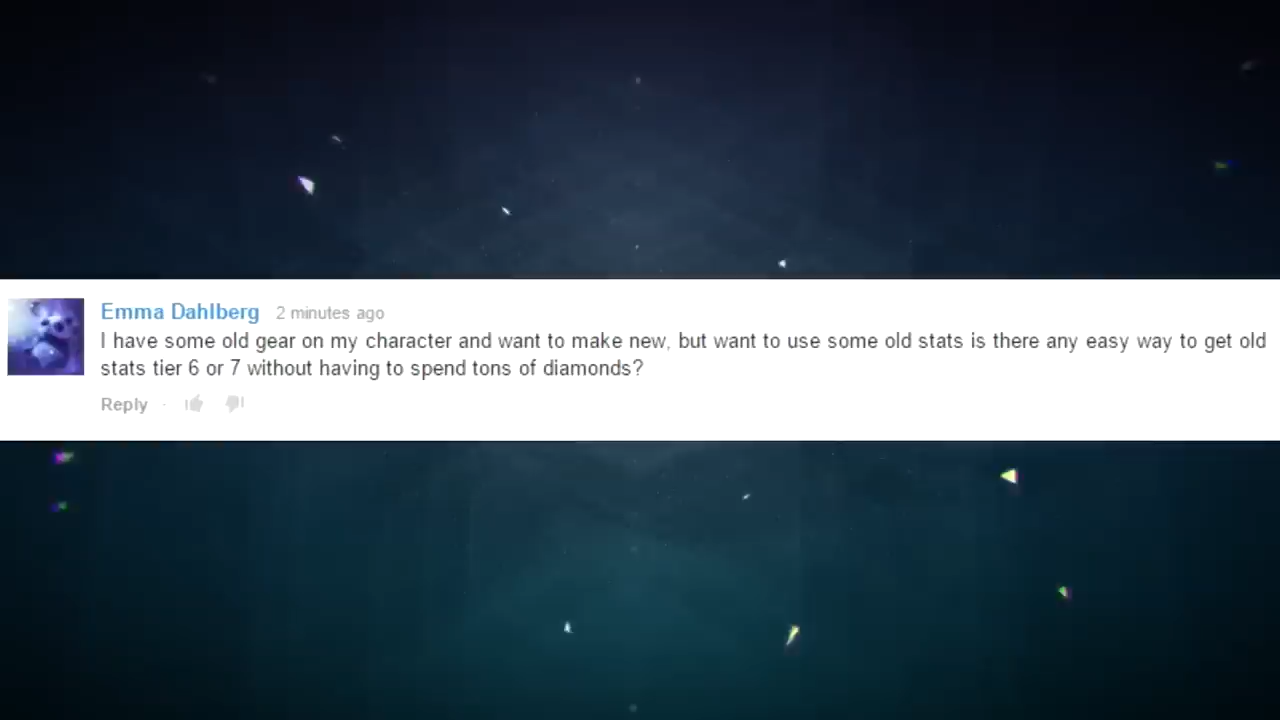 Emma Dahlberg 2 minutes ago
I have some old gear on my character and want to make new, but want to use some old stats is there any easy way to get old
stats tier 6 or 7 without having to spend tons of diamonds?
Reply ·